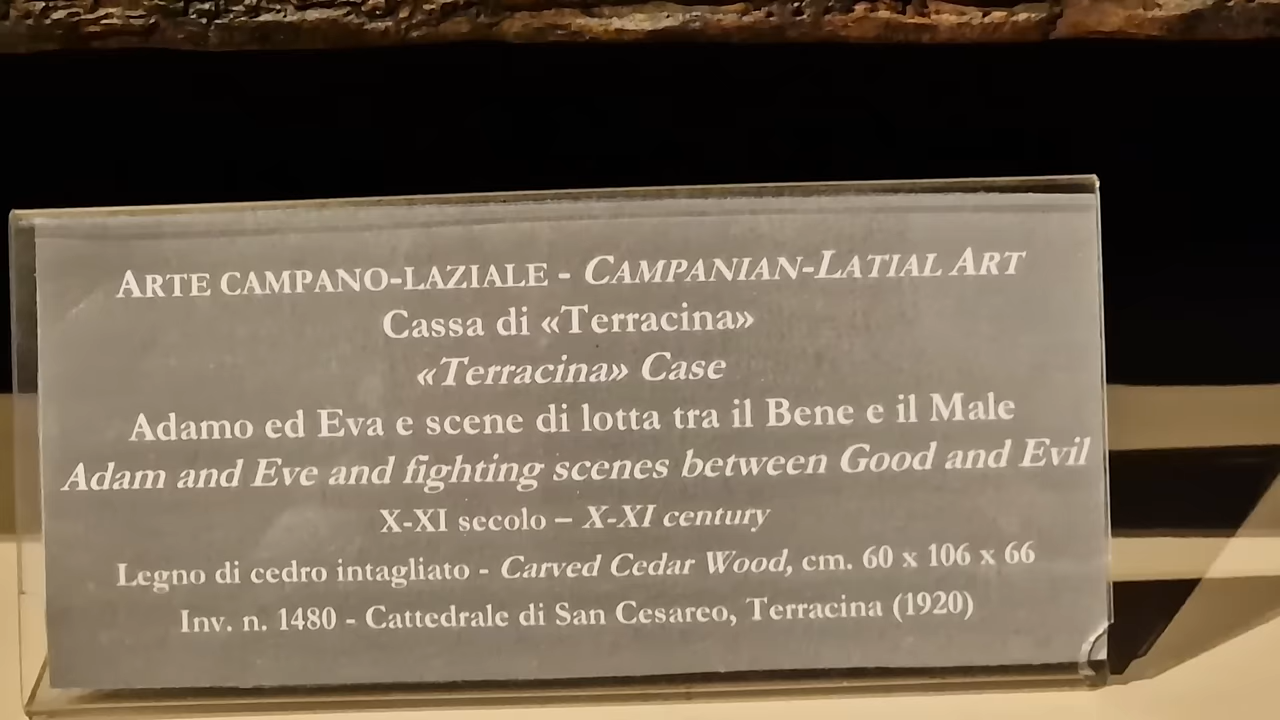 ARTE CAMPANO-LAZIALE - CAMPANIAN-LATIAL ART
Cassa di «Terracina»
«Terracina» Case
Adamo ed Eva e scene di lotta tra il Bene e il Male
Adam and Eve and fighting scenes between Good and Evil
X-XI secolo – X-XI century
Legno di cedro intagliato - Carved Cedar Wood, cm. 60 x 106 x 66
Inv. n. 1480 - Cattedrale di San Cesareo, Terracina (1920)